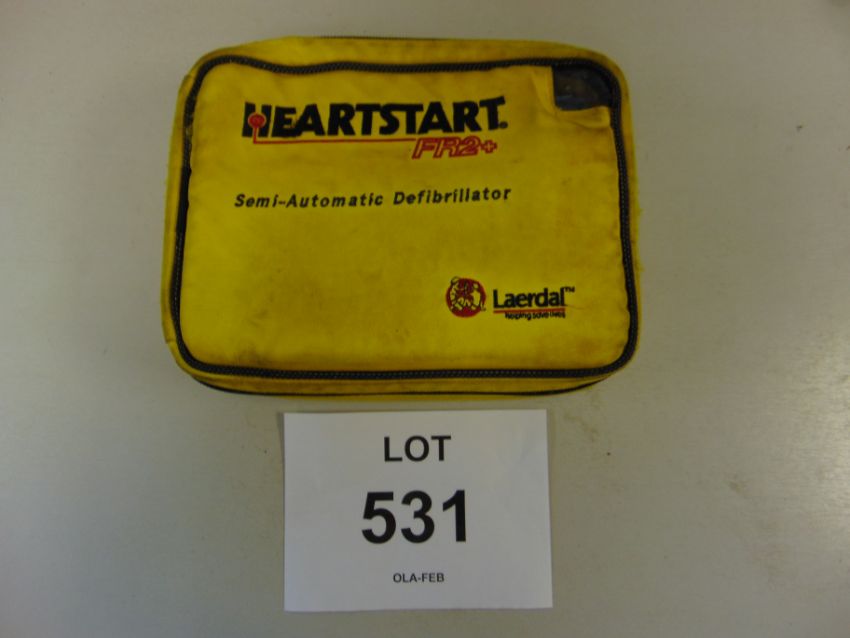 HEARTSTART.
FR2+
Semi-Automatic Defibrillator
Laerdal™
helping save lives
LOT
531
OLA-FEB